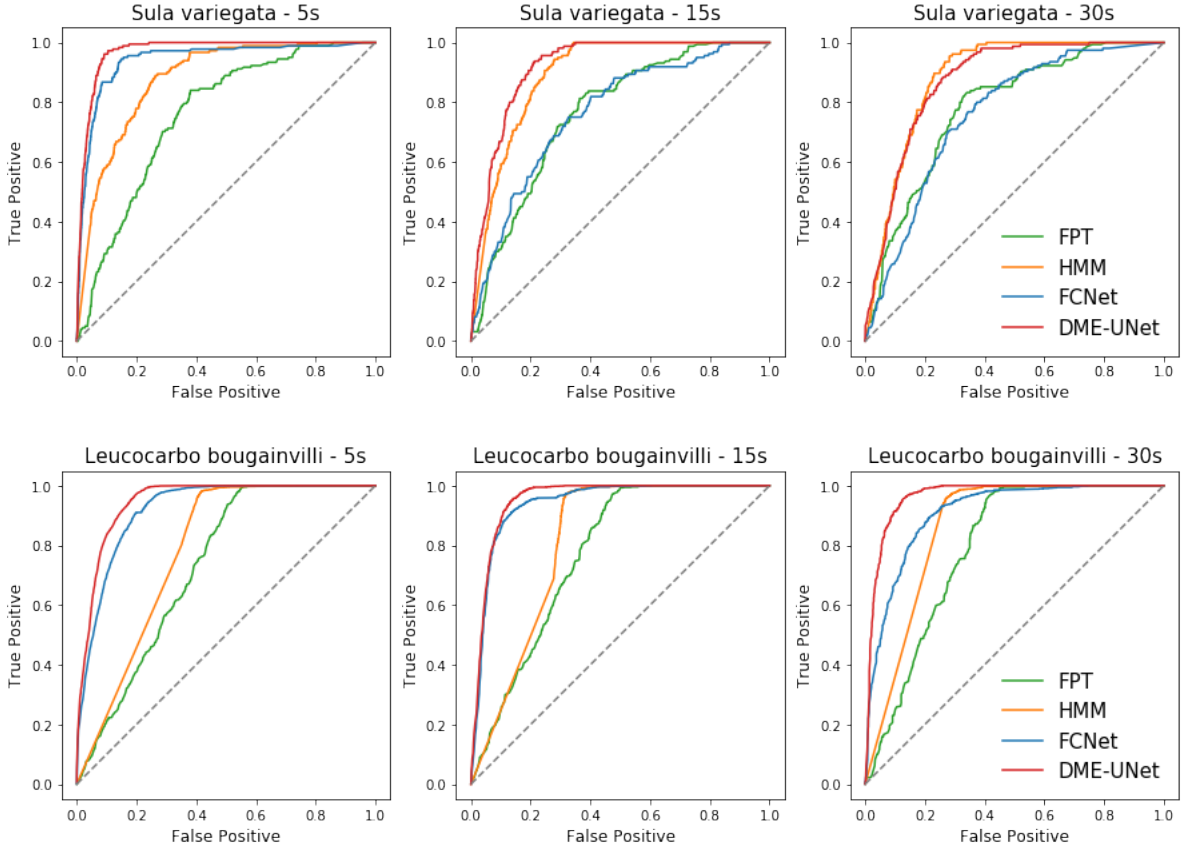 Sula variegata - 5s
1.0
0.8
0.6
0.4
0.2
0.0
True Positive
0.0 0.2 0.4 0.6 0.8 1.0
False Positive
Sula variegata - 15s
1.0
0.8
0.6
0.4
0.2
0.0
True Positive
0.0 0.2 0.4 0.6 0.8 1.0
False Positive
Sula variegata - 30s
1.0
0.8
0.6
0.4
0.2
0.0
True Positive
FPT
HMM
FCNet
DME-UNet
0.0 0.2 0.4 0.6 0.8 1.0
False Positive
Leucocarbo bougainvilli - 5s
1.0
0.8
0.6
0.4
0.2
0.0
True Positive
0.0 0.2 0.4 0.6 0.8 1.0
False Positive
Leucocarbo bougainvilli - 15s
1.0
0.8
0.6
0.4
0.2
0.0
True Positive
0.0 0.2 0.4 0.6 0.8 1.0
False Positive
Leucocarbo bougainvilli - 30s
1.0
0.8
0.6
0.4
0.2
0.0
True Positive
FPT
HMM
FCNet
DME-UNet
0.0 0.2 0.4 0.6 0.8 1.0
False Positive